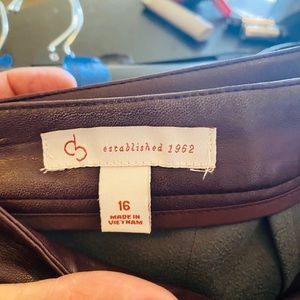 cb established 1962
16
MADE IN
VIETNAM